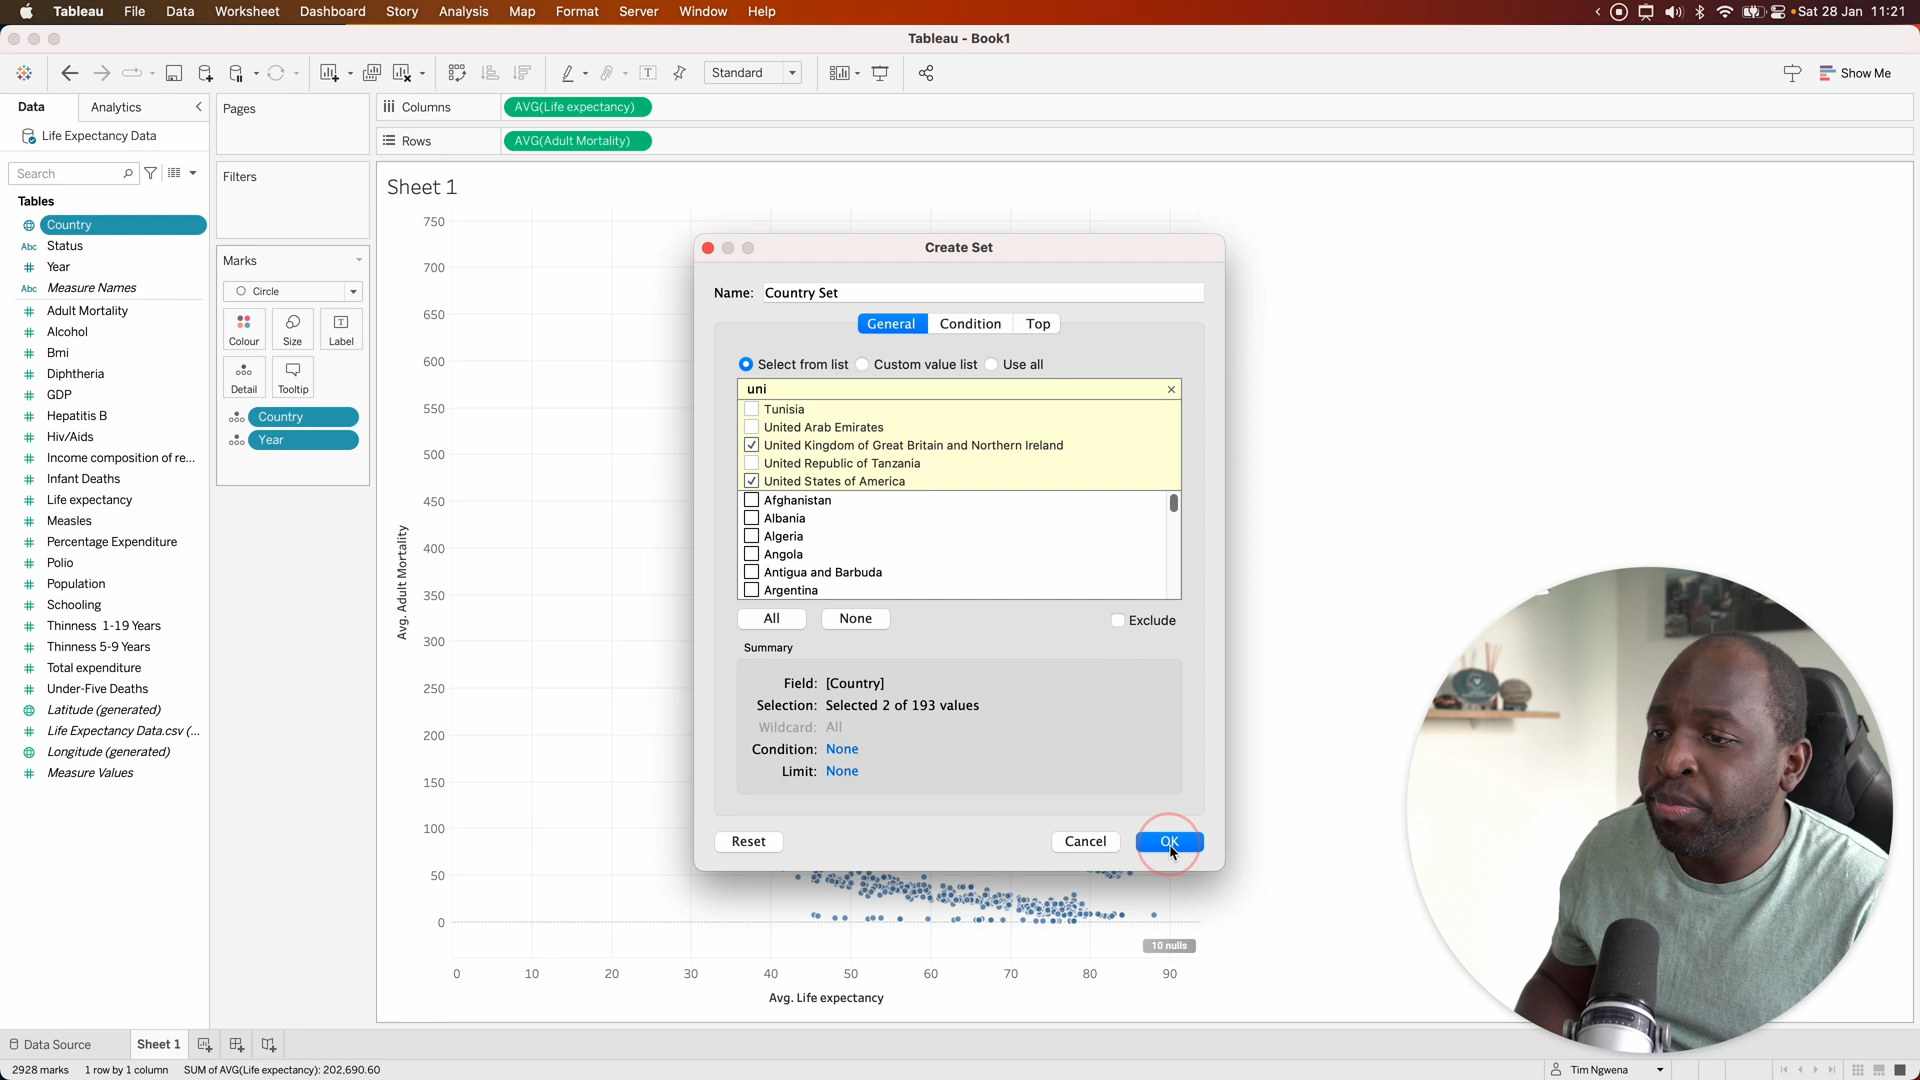 Tableau File Data Worksheet Dashboard Story Analysis Map Format Server Window Help Sat 28 Jan 11:21
Tableau - Book1
Standard
Show Me
Data Analytics
Life Expectancy Data
Search
Tables
Country
Abc Status
Year
Abc Measure Names
Adult Mortality
Alcohol
Bmi
Diphtheria
GDP
Hepatitis B
Hiv/Aids
Income composition of re...
Infant Deaths
Life expectancy
Measles
Percentage Expenditure
Polio
Population
Schooling
Thinness 1-19 Years
Thinness 5-9 Years
Total expenditure
Under-Five Deaths
Latitude (generated)
Life Expectancy Data.csv (...
Longitude (generated)
Measure Values
Pages
Filters
Marks
Circle
Colour Size Label
Detail Tooltip
Country
Year
Columns AVG(Life expectancy)
Rows AVG(Adult Mortality)
Sheet 1
750
700
650
600
550
500
450
400
350
300
250
200
150
100
50
0
Avg. Adult Mortality
0 10 20 30 40 50 60 70 80 90
Avg. Life expectancy
10 nulls
Create Set
Name: Country Set
General Condition Top
Select from list Custom value list Use all
uni
Tunisia
United Arab Emirates
United Kingdom of Great Britain and Northern Ireland
United Republic of Tanzania
United States of America
Afghanistan
Albania
Algeria
Angola
Antigua and Barbuda
Argentina
All None Exclude
Summary
Field: [Country]
Selection: Selected 2 of 193 values
Wildcard: All
Condition: None
Limit: None
Reset Cancel OK
Data Source Sheet 1
2928 marks 1 row by 1 column SUM of AVG(Life expectancy): 202,690.60 Tim Ngwena